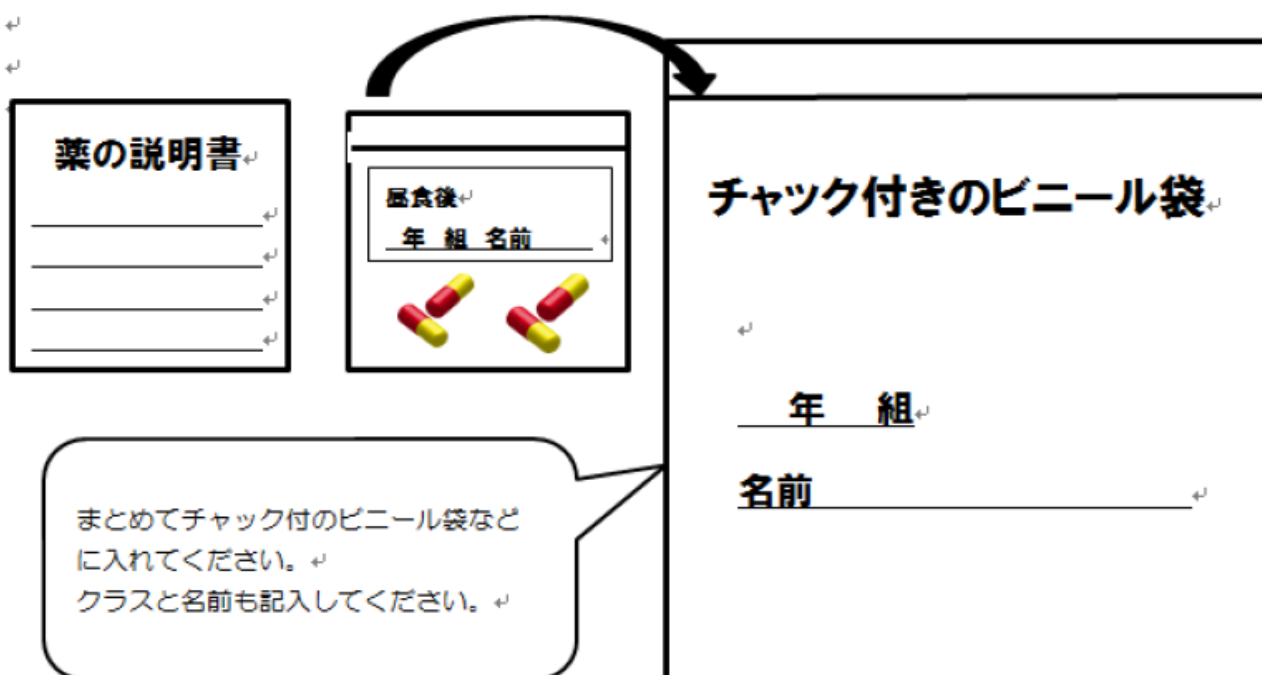 薬の説明書
昼食後
年 組 名前
チャック付きのビニール袋
年 組
名前
まとめてチャック付のビニール袋など
に入れてください。
クラスと名前も記入してください。